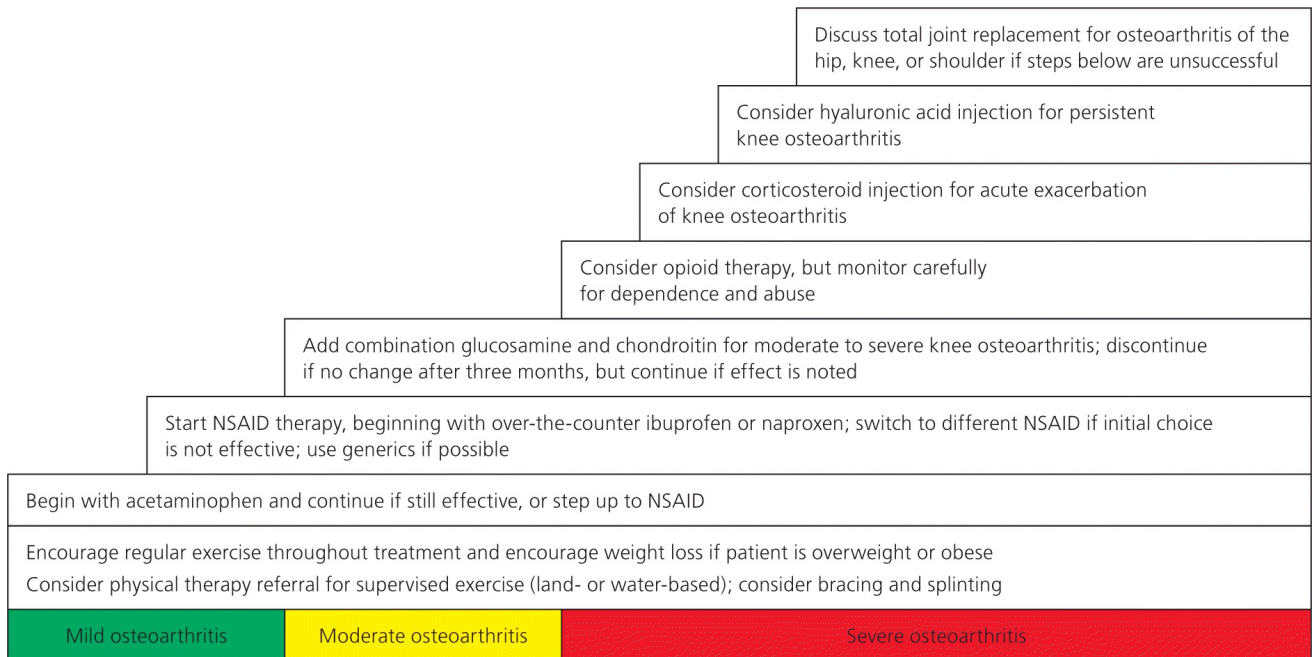 Discuss total joint replacement for osteoarthritis of the
hip, knee, or shoulder if steps below are unsuccessful
Consider hyaluronic acid injection for persistent
knee osteoarthritis
Consider corticosteroid injection for acute exacerbation
of knee osteoarthritis
Consider opioid therapy, but monitor carefully
for dependence and abuse
Add combination glucosamine and chondroitin for moderate to severe knee osteoarthritis; discontinue
if no change after three months, but continue if effect is noted
Start NSAID therapy, beginning with over-the-counter ibuprofen or naproxen; switch to different NSAID if initial choice
is not effective; use generics if possible
Begin with acetaminophen and continue if still effective, or step up to NSAID
Encourage regular exercise throughout treatment and encourage weight loss if patient is overweight or obese
Consider physical therapy referral for supervised exercise (land- or water-based); consider bracing and splinting
Mild osteoarthritis
Moderate osteoarthritis
Severe osteoarthritis